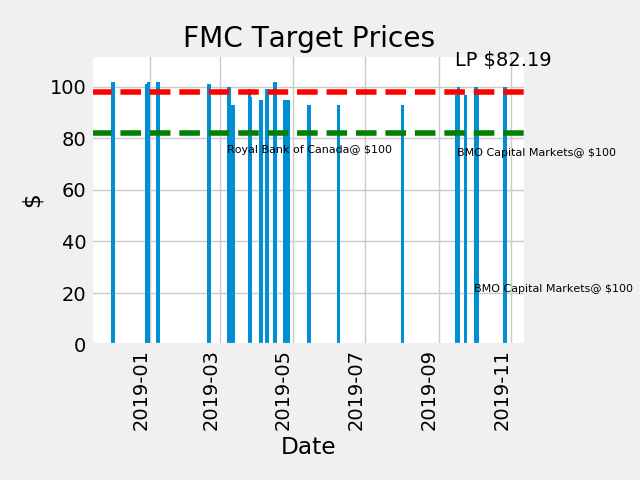 FMC Target Prices
LP $82.19
100
80
60
40
20
0
$
Royal Bank of Canada@ $100
BMO Capital Markets@ $100
BMO Capital Markets@ $100
2019-01
2019-03
2019-05
2019-07
2019-09
2019-11
Date